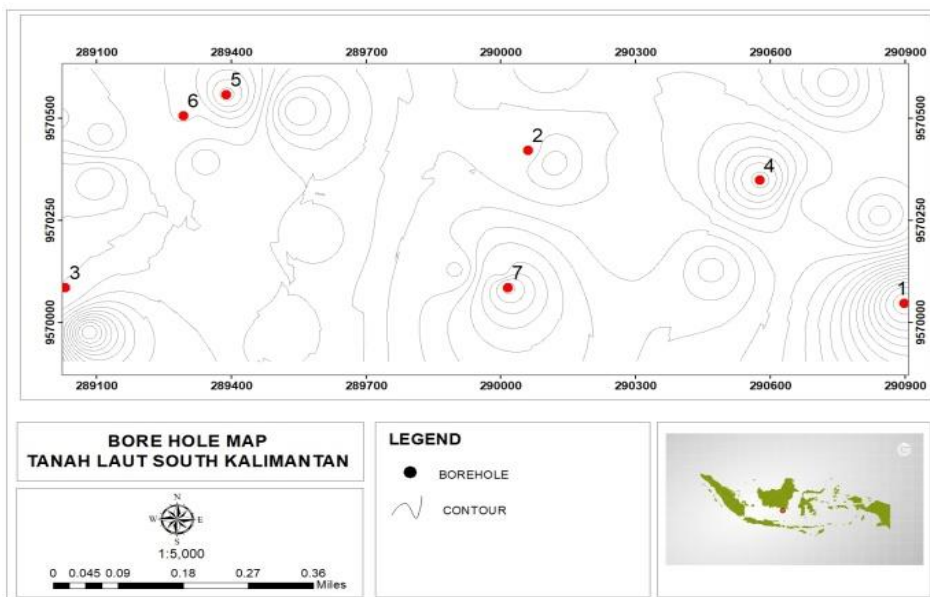 289100 289400 289700 290000 290300 290600 290900
5
6
9570500
9570500
2
4
9570250
9570250
3
7
1
9570000
9570000
289100 289400 289700 290000 290300 290600 290900
BORE HOLE MAP
TANAH LAUT SOUTH KALIMANTAN
N
W E
S
1:5,000
0 0.045 0.09 0.18 0.27 0.36
Miles
LEGEND
BOREHOLE
CONTOUR